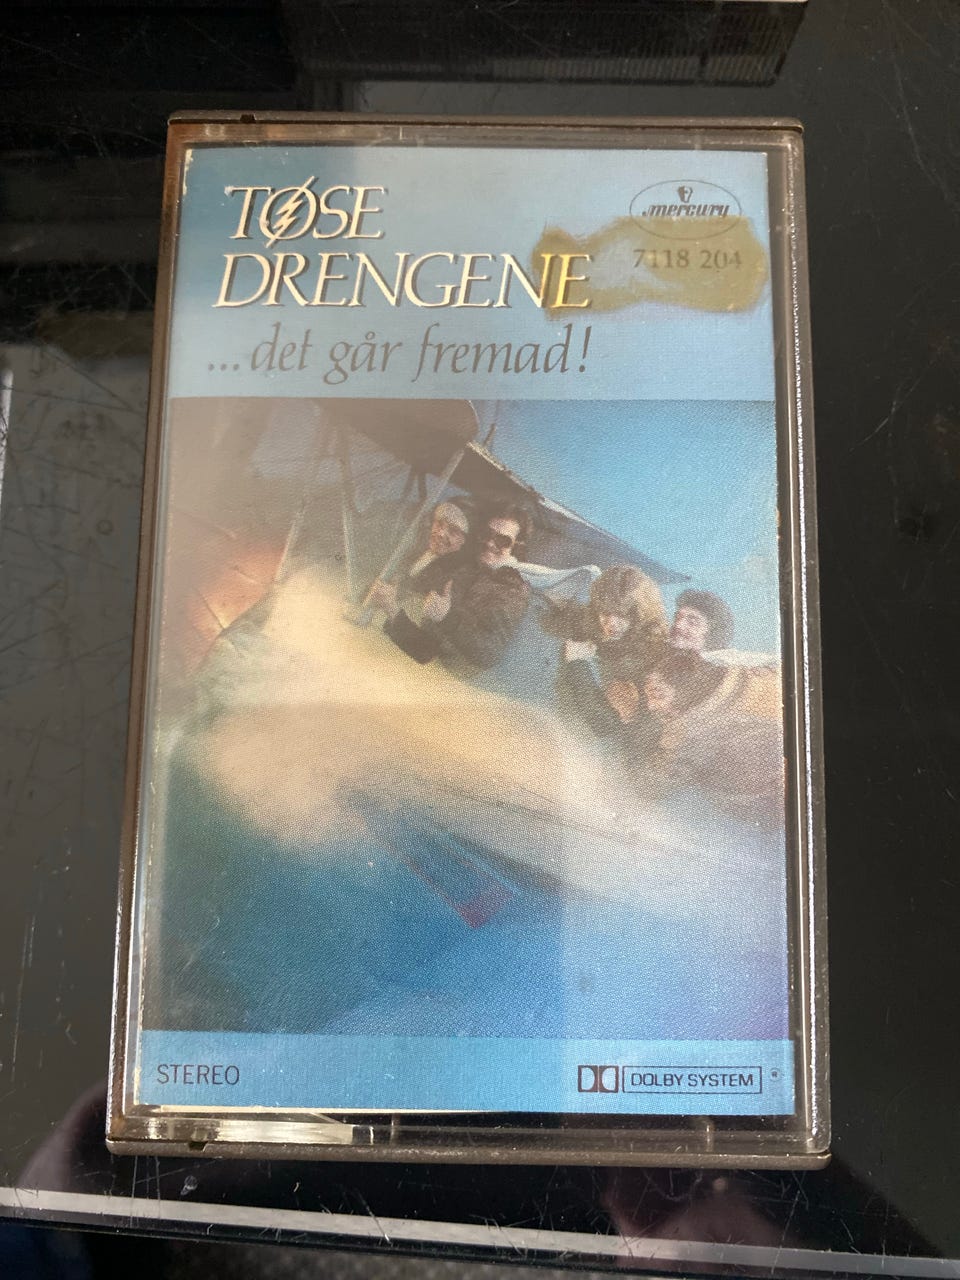 TØSE
DRENGENE
...det går fremad!
mercury
7118 204
STEREO
DOLBY SYSTEM ®